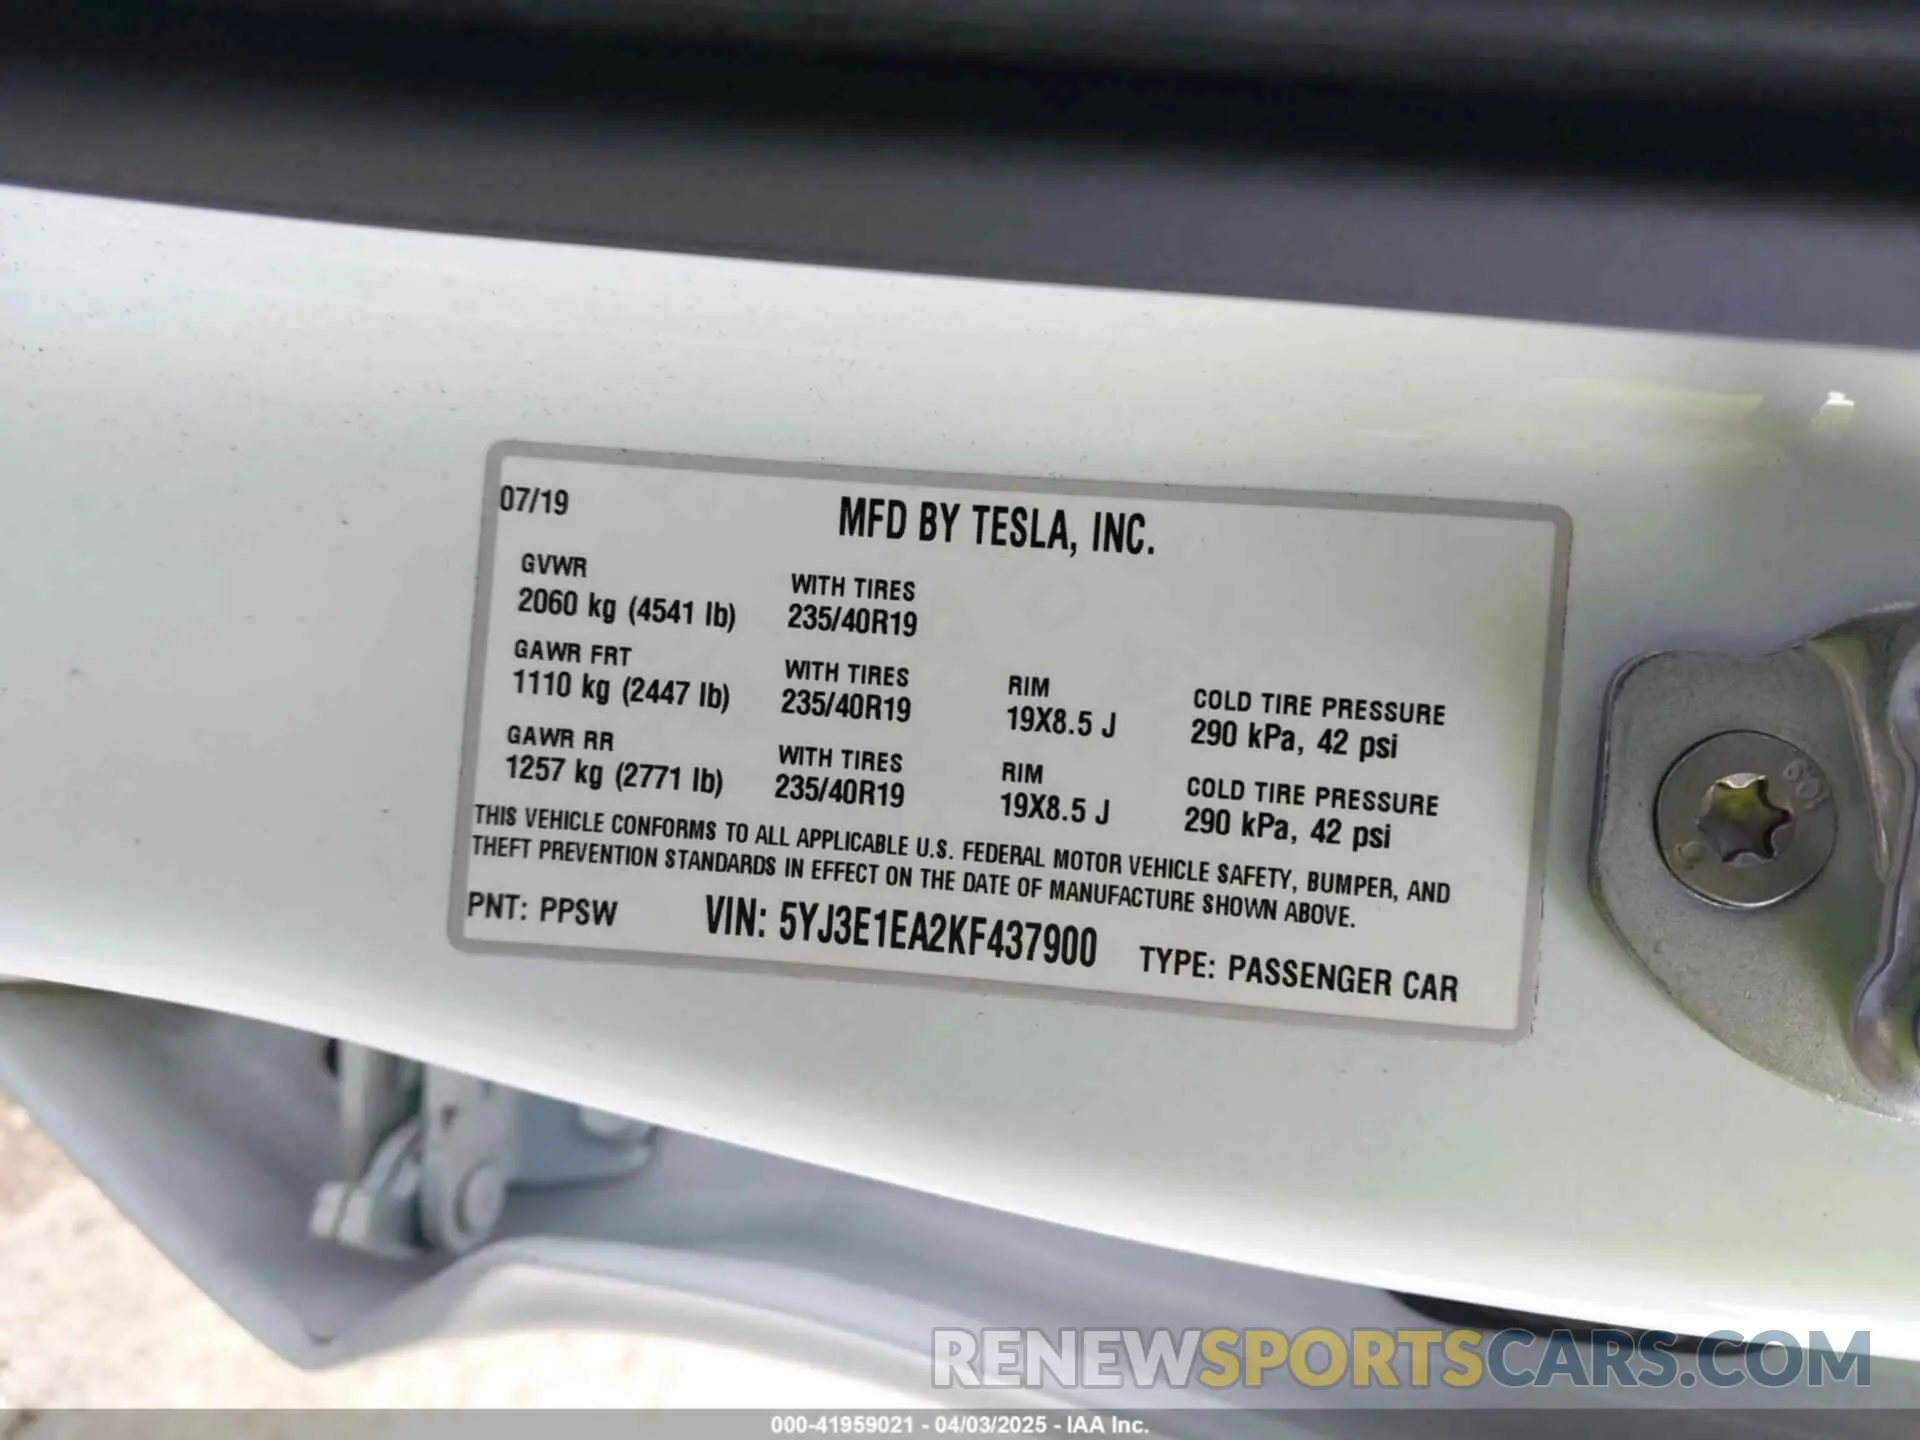 07/19
MFD BY TESLA, INC.
GVWR
2060 kg (4541 lb)
WITH TIRES
235/40R19
GAWR FRT
1110 kg (2447 lb)
WITH TIRES
235/40R19
RIM
19X8.5 J
COLD TIRE PRESSURE
290 kPa, 42 psi
GAWR RR
1257 kg (2771 lb)
WITH TIRES
235/40R19
RIM
19X8.5 J
COLD TIRE PRESSURE
290 kPa, 42 psi
THIS VEHICLE CONFORMS TO ALL APPLICABLE U.S. FEDERAL MOTOR VEHICLE SAFETY, BUMPER, AND
THEFT PREVENTION STANDARDS IN EFFECT ON THE DATE OF MANUFACTURE SHOWN ABOVE.
PNT: PPSW VIN: 5YJ3E1EA2KF437900 TYPE: PASSENGER CAR
RENEWSPORTSCARS.COM
000-41959021 - 04/03/2025 - IAA Inc.